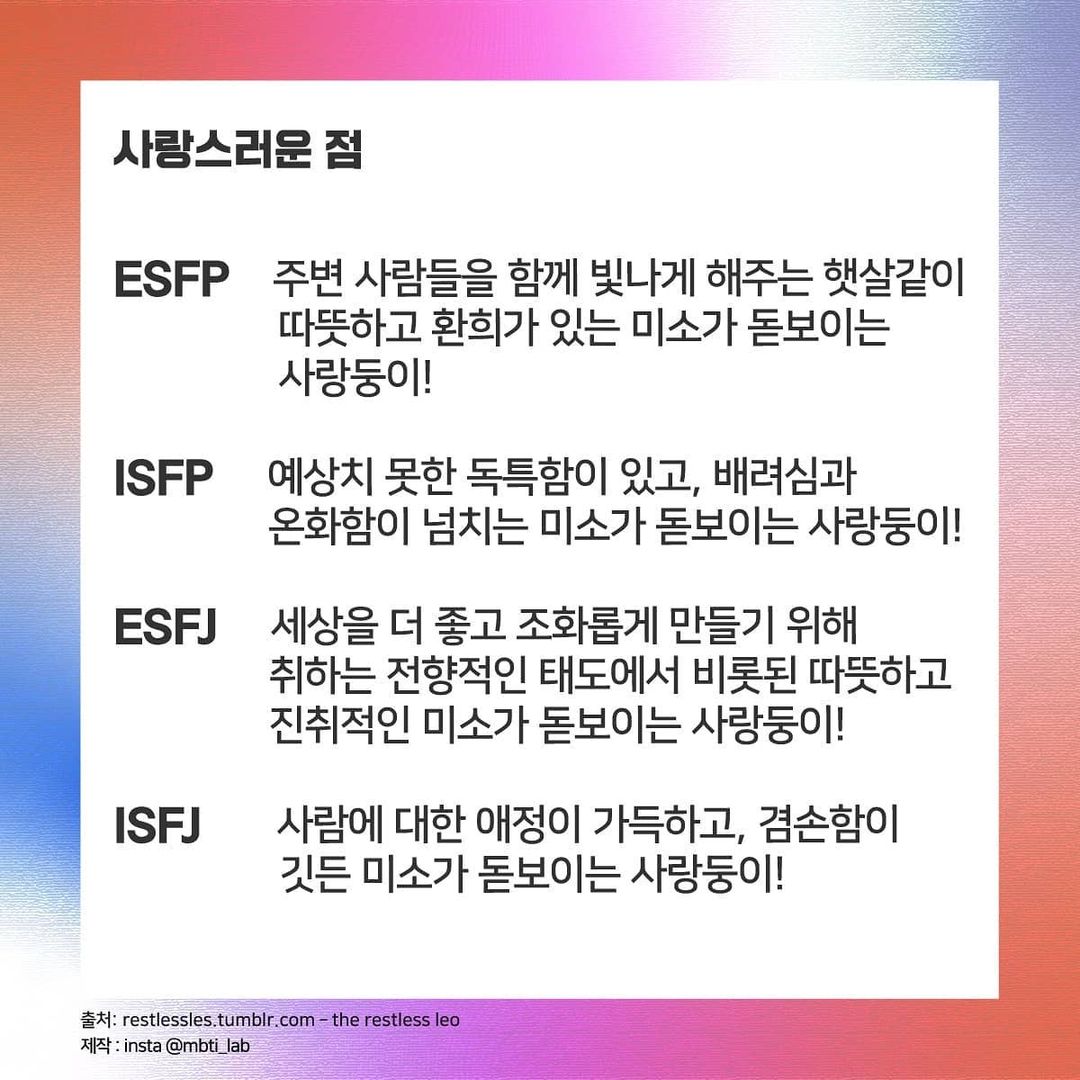 사랑스러운 점
ESFP 주변 사람들을 함께 빛나게 해주는 햇살같이
따뜻하고 환희가 있는 미소가 돋보이는
사랑둥이!
ISFP 예상치 못한 독특함이 있고, 배려심과
온화함이 넘치는 미소가 돋보이는 사랑둥이!
ESFJ 세상을 더 좋고 조화롭게 만들기 위해
취하는 전향적인 태도에서 비롯된 따뜻하고
진취적인 미소가 돋보이는 사랑둥이!
ISFJ 사람에 대한 애정이 가득하고, 겸손함이
깃든 미소가 돋보이는 사랑둥이!
출처: restlessles.tumblr.com - the restless leo
제작 : insta @mbti_lab